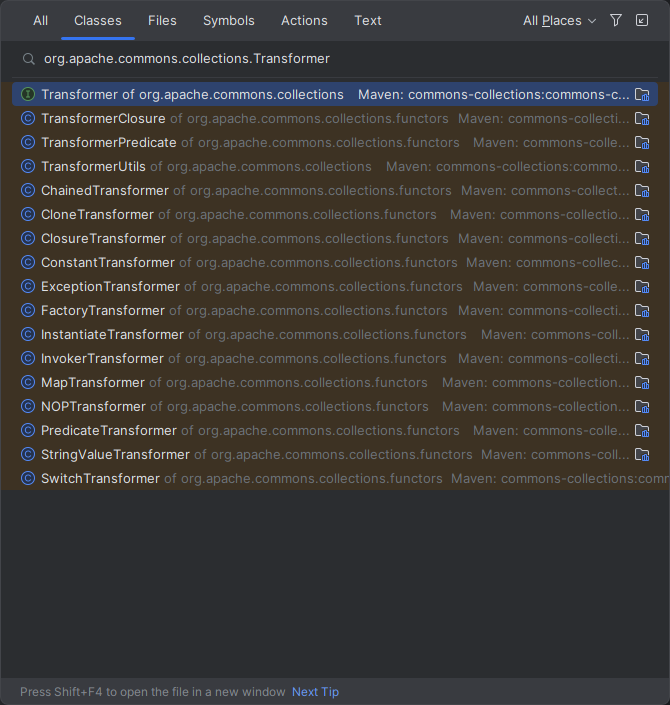 All Classes Files Symbols Actions Text All Places
org.apache.commons.collections.Transformer
Transformer of org.apache.commons.collections Maven: commons-collections:commons-c...
TransformerClosure of org.apache.commons.collections.functors Maven: commons-collecti...
TransformerPredicate of org.apache.commons.collections.functors Maven: commons-colle...
TransformerUtils of org.apache.commons.collections Maven: commons-collections:commo...
ChainedTransformer of org.apache.commons.collections.functors Maven: commons-collect...
CloneTransformer of org.apache.commons.collections.functors Maven: commons-collectio...
ClosureTransformer of org.apache.commons.collections.functors Maven: commons-collecti...
ConstantTransformer of org.apache.commons.collections.functors Maven: commons-collec...
ExceptionTransformer of org.apache.commons.collections.functors Maven: commons-colle...
FactoryTransformer of org.apache.commons.collections.functors Maven: commons-collecti...
InstantiateTransformer of org.apache.commons.collections.functors Maven: commons-coll...
InvokerTransformer of org.apache.commons.collections.functors Maven: commons-collecti...
MapTransformer of org.apache.commons.collections.functors Maven: commons-collection...
NOPTransformer of org.apache.commons.collections.functors Maven: commons-collection...
PredicateTransformer of org.apache.commons.collections.functors Maven: commons-colle...
StringValueTransformer of org.apache.commons.collections.functors Maven: commons-coll...
SwitchTransformer of org.apache.commons.collections.functors Maven: commons-collections:comm
Press Shift+F4 to open the file in a new window Next Tip